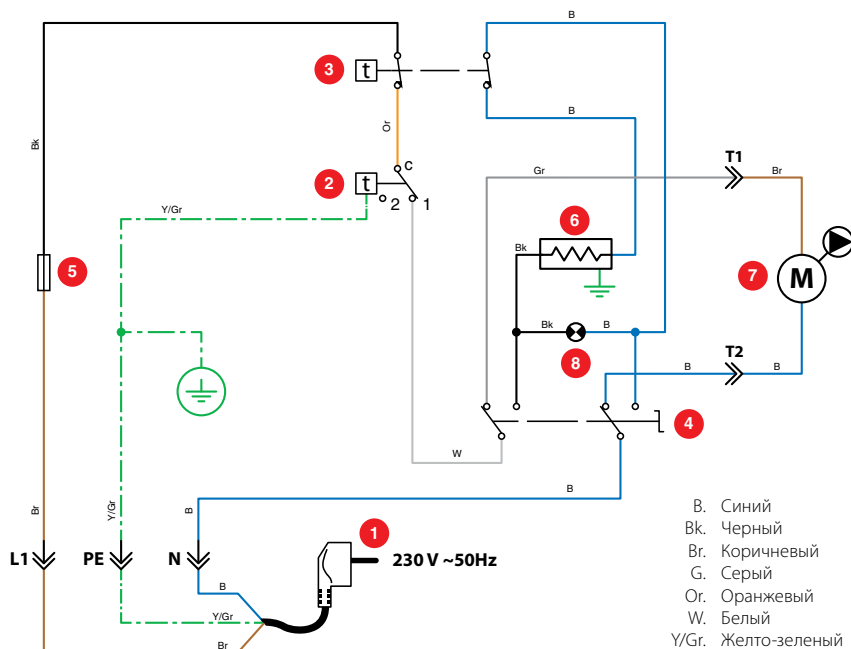 B
3
t
B
Bk
Or
C
T1
Gr
Br
2
t
2
1
Y/Gr
6
Bk
5
7
M
Bk
B
8
T2
B
B
4
W
B
Br
Y/Gr
B
B. Синий
Bk. Черный
Br. Коричневый
G. Серый
Or. Оранжевый
W. Белый
Y/Gr. Желто-зеленый
1
L1
PE
N
230 V ~50Hz
B
Y/Gr
Br